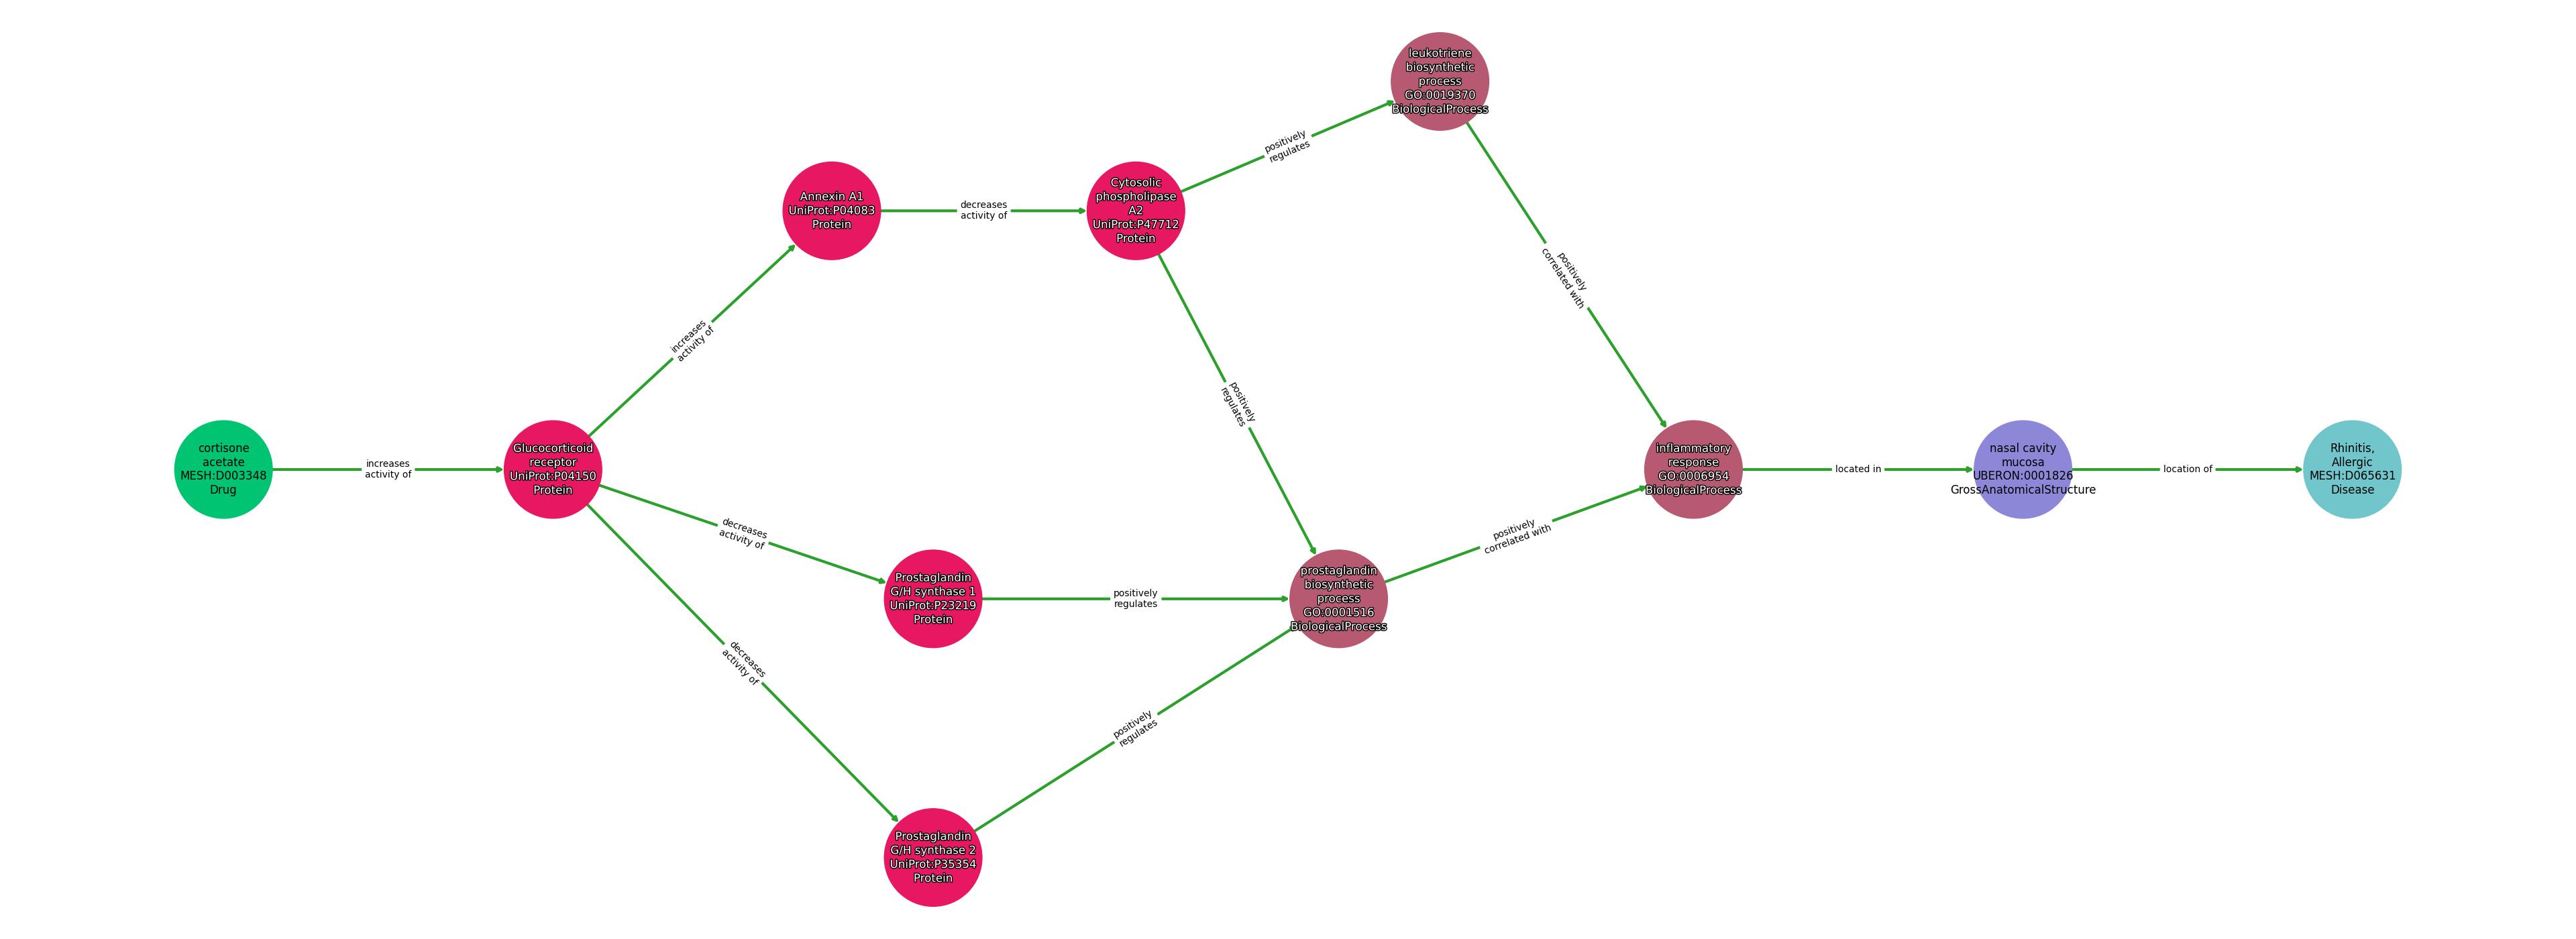 leukotriene
biosynthetic
process
GO:0019370
BiologicalProcess
positively
regulates
Annexin A1
UniProt:P04083
Protein
decreases
activity of
Cytosolic
phospholipase
A2
UniProt:P47712
Protein
positively
correlated with
increases
activity of
positively
regulates
cortisone
acetate
MESH:D003348
Drug
increases
activity of
Glucocorticoid
receptor
UniProt:P04150
Protein
inflammatory
response
GO:0006954
BiologicalProcess
located in
nasal cavity
mucosa
UBERON:0001826
GrossAnatomicalStructure
location of
Rhinitis,
Allergic
MESH:D065631
Disease
decreases
activity of
positively
correlated with
Prostaglandin
G/H synthase 1
UniProt:P23219
Protein
positively
regulates
prostaglandin
biosynthetic
process
GO:0001516
BiologicalProcess
decreases
activity of
positively
regulates
Prostaglandin
G/H synthase 2
UniProt:P35354
Protein